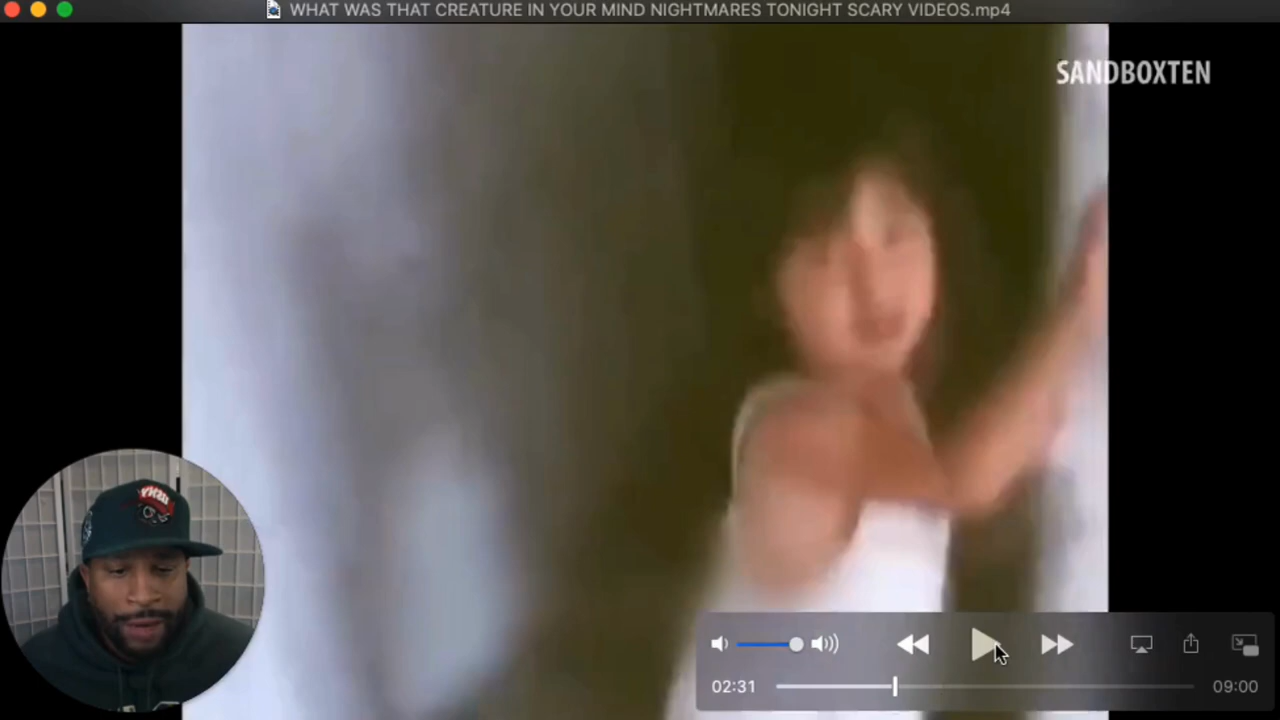 WHAT WAS THAT CREATURE IN YOUR MIND NIGHTMARES TONIGHT SCARY VIDEOS.mp4
SANDBOXTEN
02:31
09:00